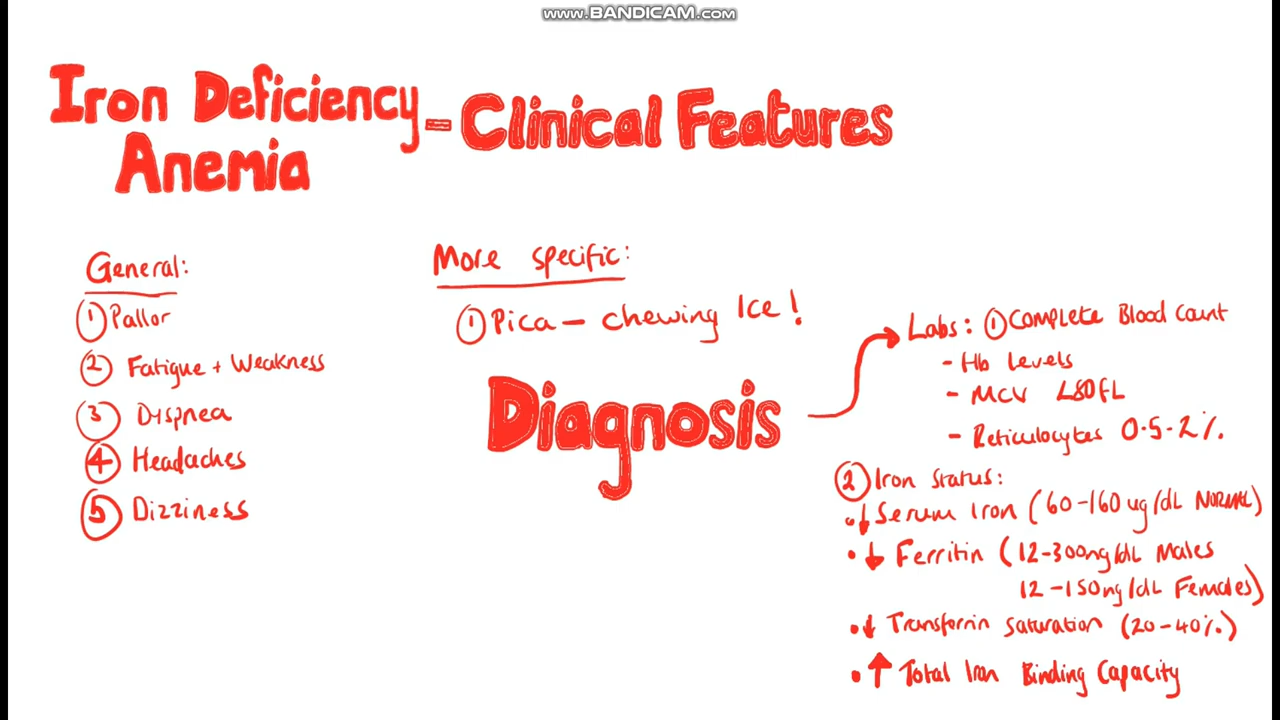 www.BANDICAM.com
Iron Deficiency
Anemia
- Clinical Features
General:
① Pallor
② Fatigue + Weakness
③ Dispnea
④ Headaches
⑤ Dizziness
More specific:
① Pica - chewing Ice!
Diagnosis
Labs: ① Complete Blood Count
- Hb levels
- MCV <80fL
- Reticulocytes 0.5-2%
② Iron Status:
• ↓ Serum Iron (60-160ug/dL NORMAL)
• ↓ Ferritin (12-300ng/dL Males
12-150ng/dL Females)
• ↓ Transferrin Saturation (20-40%)
• ↑ Total Iron Binding Capacity